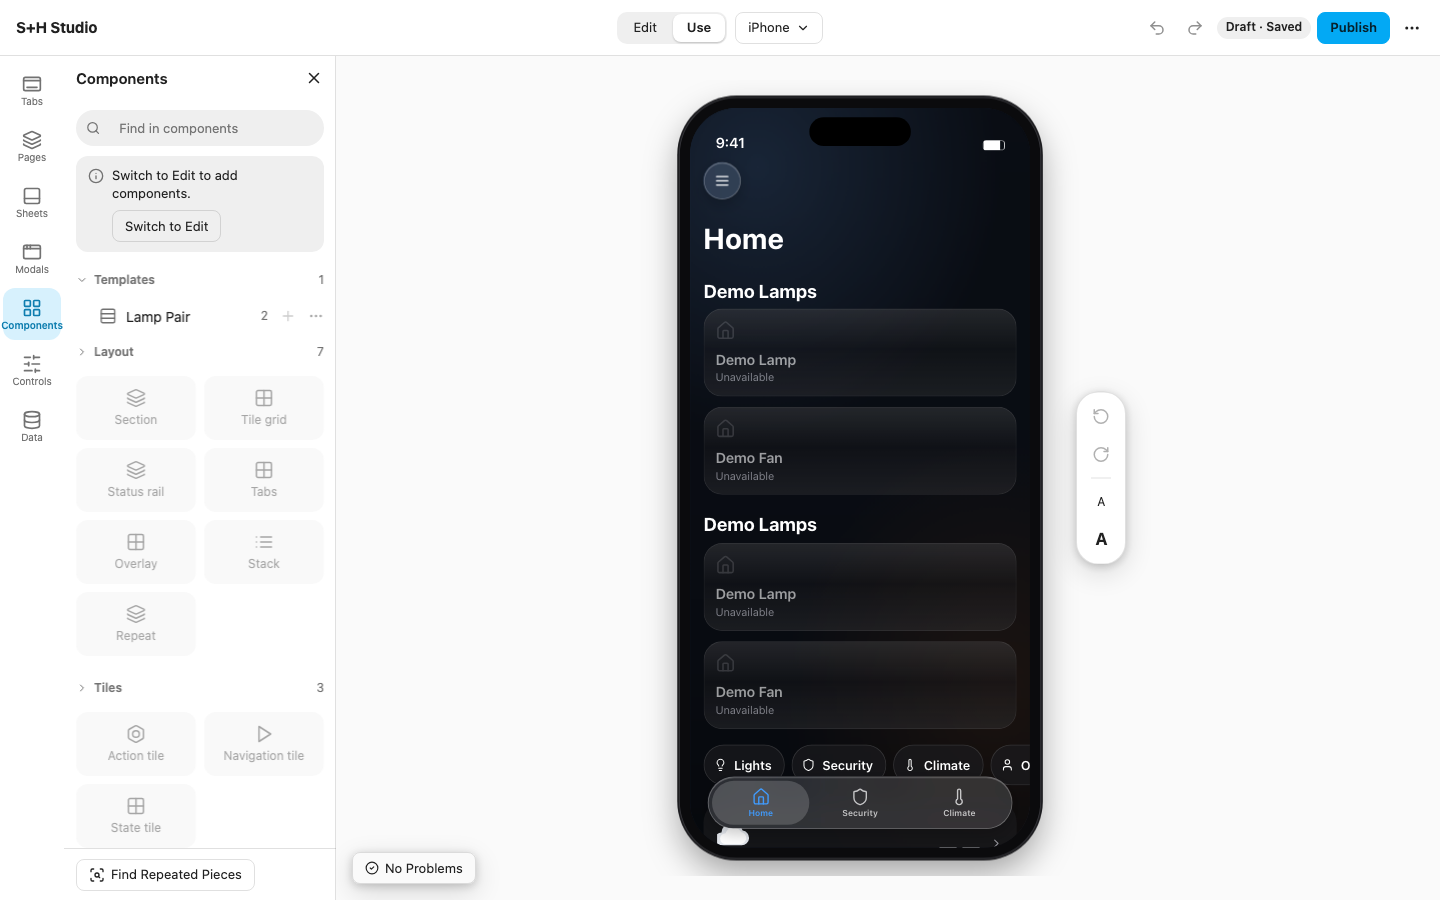 S+H Studio
Edit
Use
iPhone
Draft · Saved
Publish
Tabs
Pages
Sheets
Modals
Components
Controls
Data
Components
Find in components
Switch to Edit to add
components.
Switch to Edit
Templates 1
Lamp Pair 2
Layout 7
Section
Tile grid
Status rail
Tabs
Overlay
Stack
Repeat
Tiles 3
Action tile
Navigation tile
State tile
Find Repeated Pieces
No Problems
9:41
Home
Demo Lamps
Demo Lamp
Unavailable
Demo Fan
Unavailable
Demo Lamps
Demo Lamp
Unavailable
Demo Fan
Unavailable
Lights
Security
Climate
Home
Security
Climate
A
A